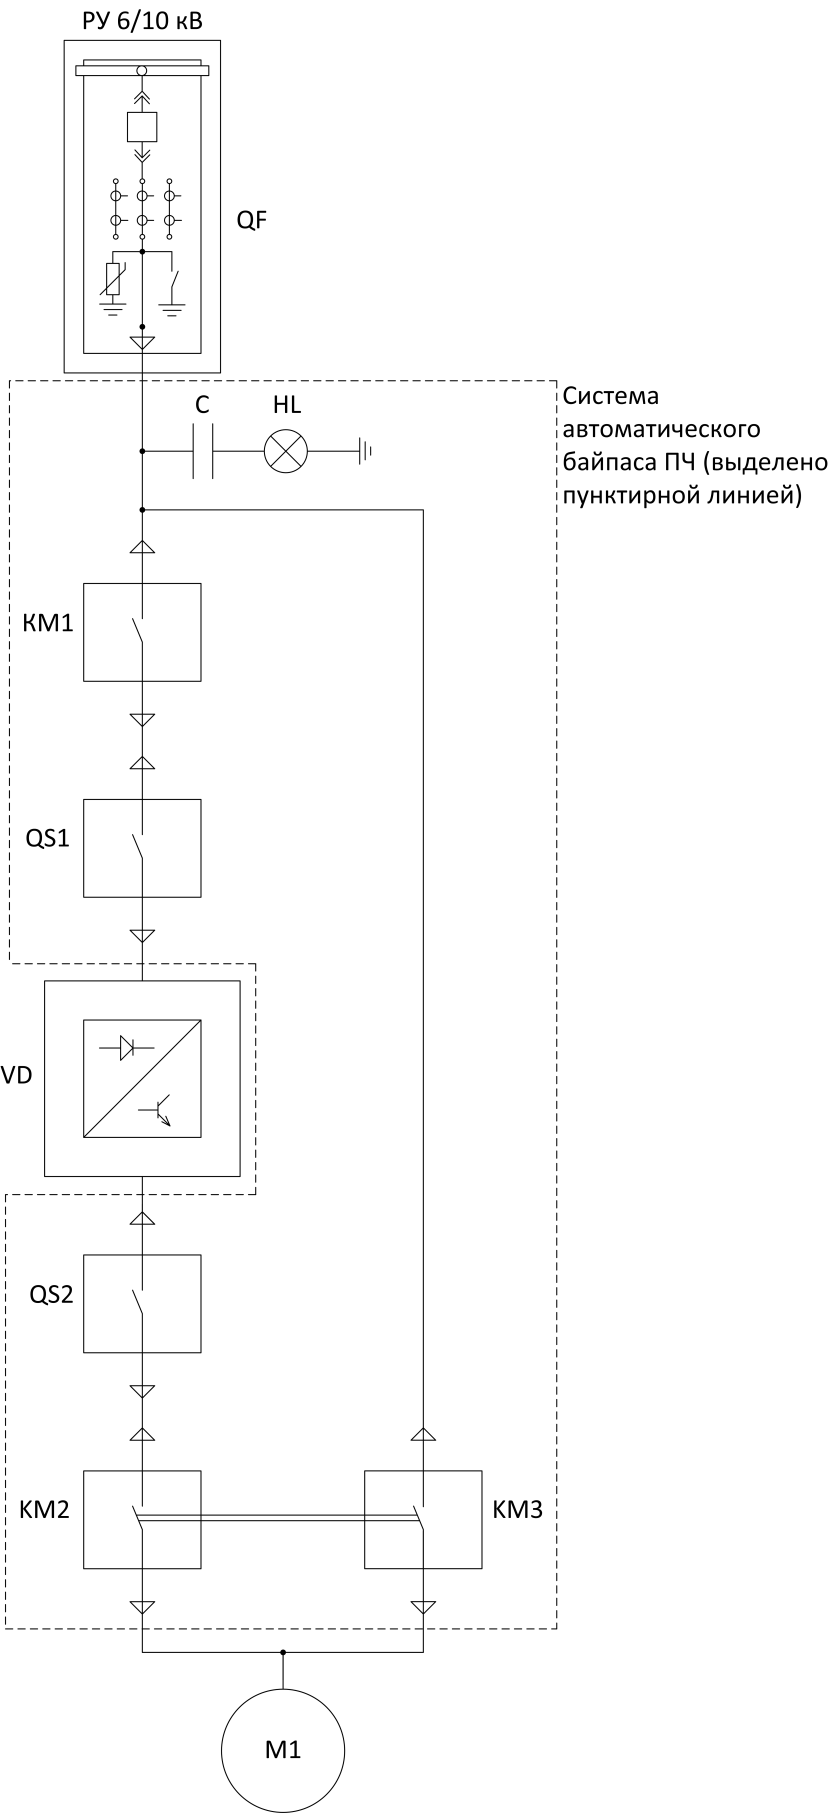 РУ 6/10 кВ
QF
C
HL
Система
автоматического
байпаса ПЧ (выделено
пунктирной линией)
КМ1
QS1
VD
QS2
КМ2
КМ3
М1